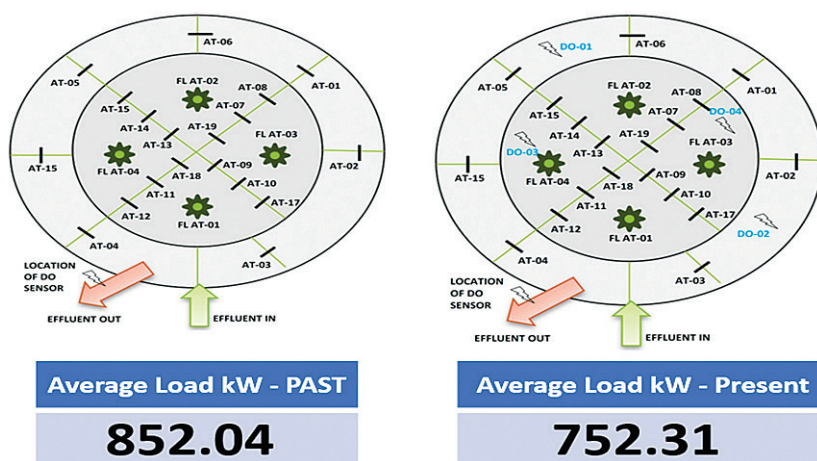 AT-06
AT-05
FL AT-02
AT-08
AT-01
AT-15
AT-07
AT-14
AT-19
AT-13
FL AT-03
AT-15
FL AT-04
AT-18
AT-09
AT-02
AT-11
AT-10
AT-12
AT-17
FL AT-01
AT-04
AT-03
LOCATION
OF DO
SENSOR
EFFLUENT OUT
EFFLUENT IN
Average Load kW - PAST
852.04
DO-01
AT-06
AT-05
FL AT-02
AT-08
AT-01
AT-15
AT-07
DO-04
AT-14
AT-19
AT-13
FL AT-03
DO-03
AT-15
FL AT-04
AT-18
AT-09
AT-02
AT-11
AT-10
AT-12
AT-17
FL AT-01
DO-02
AT-04
AT-03
LOCATION
OF DO
SENSOR
EFFLUENT OUT
EFFLUENT IN
Average Load kW - Present
752.31